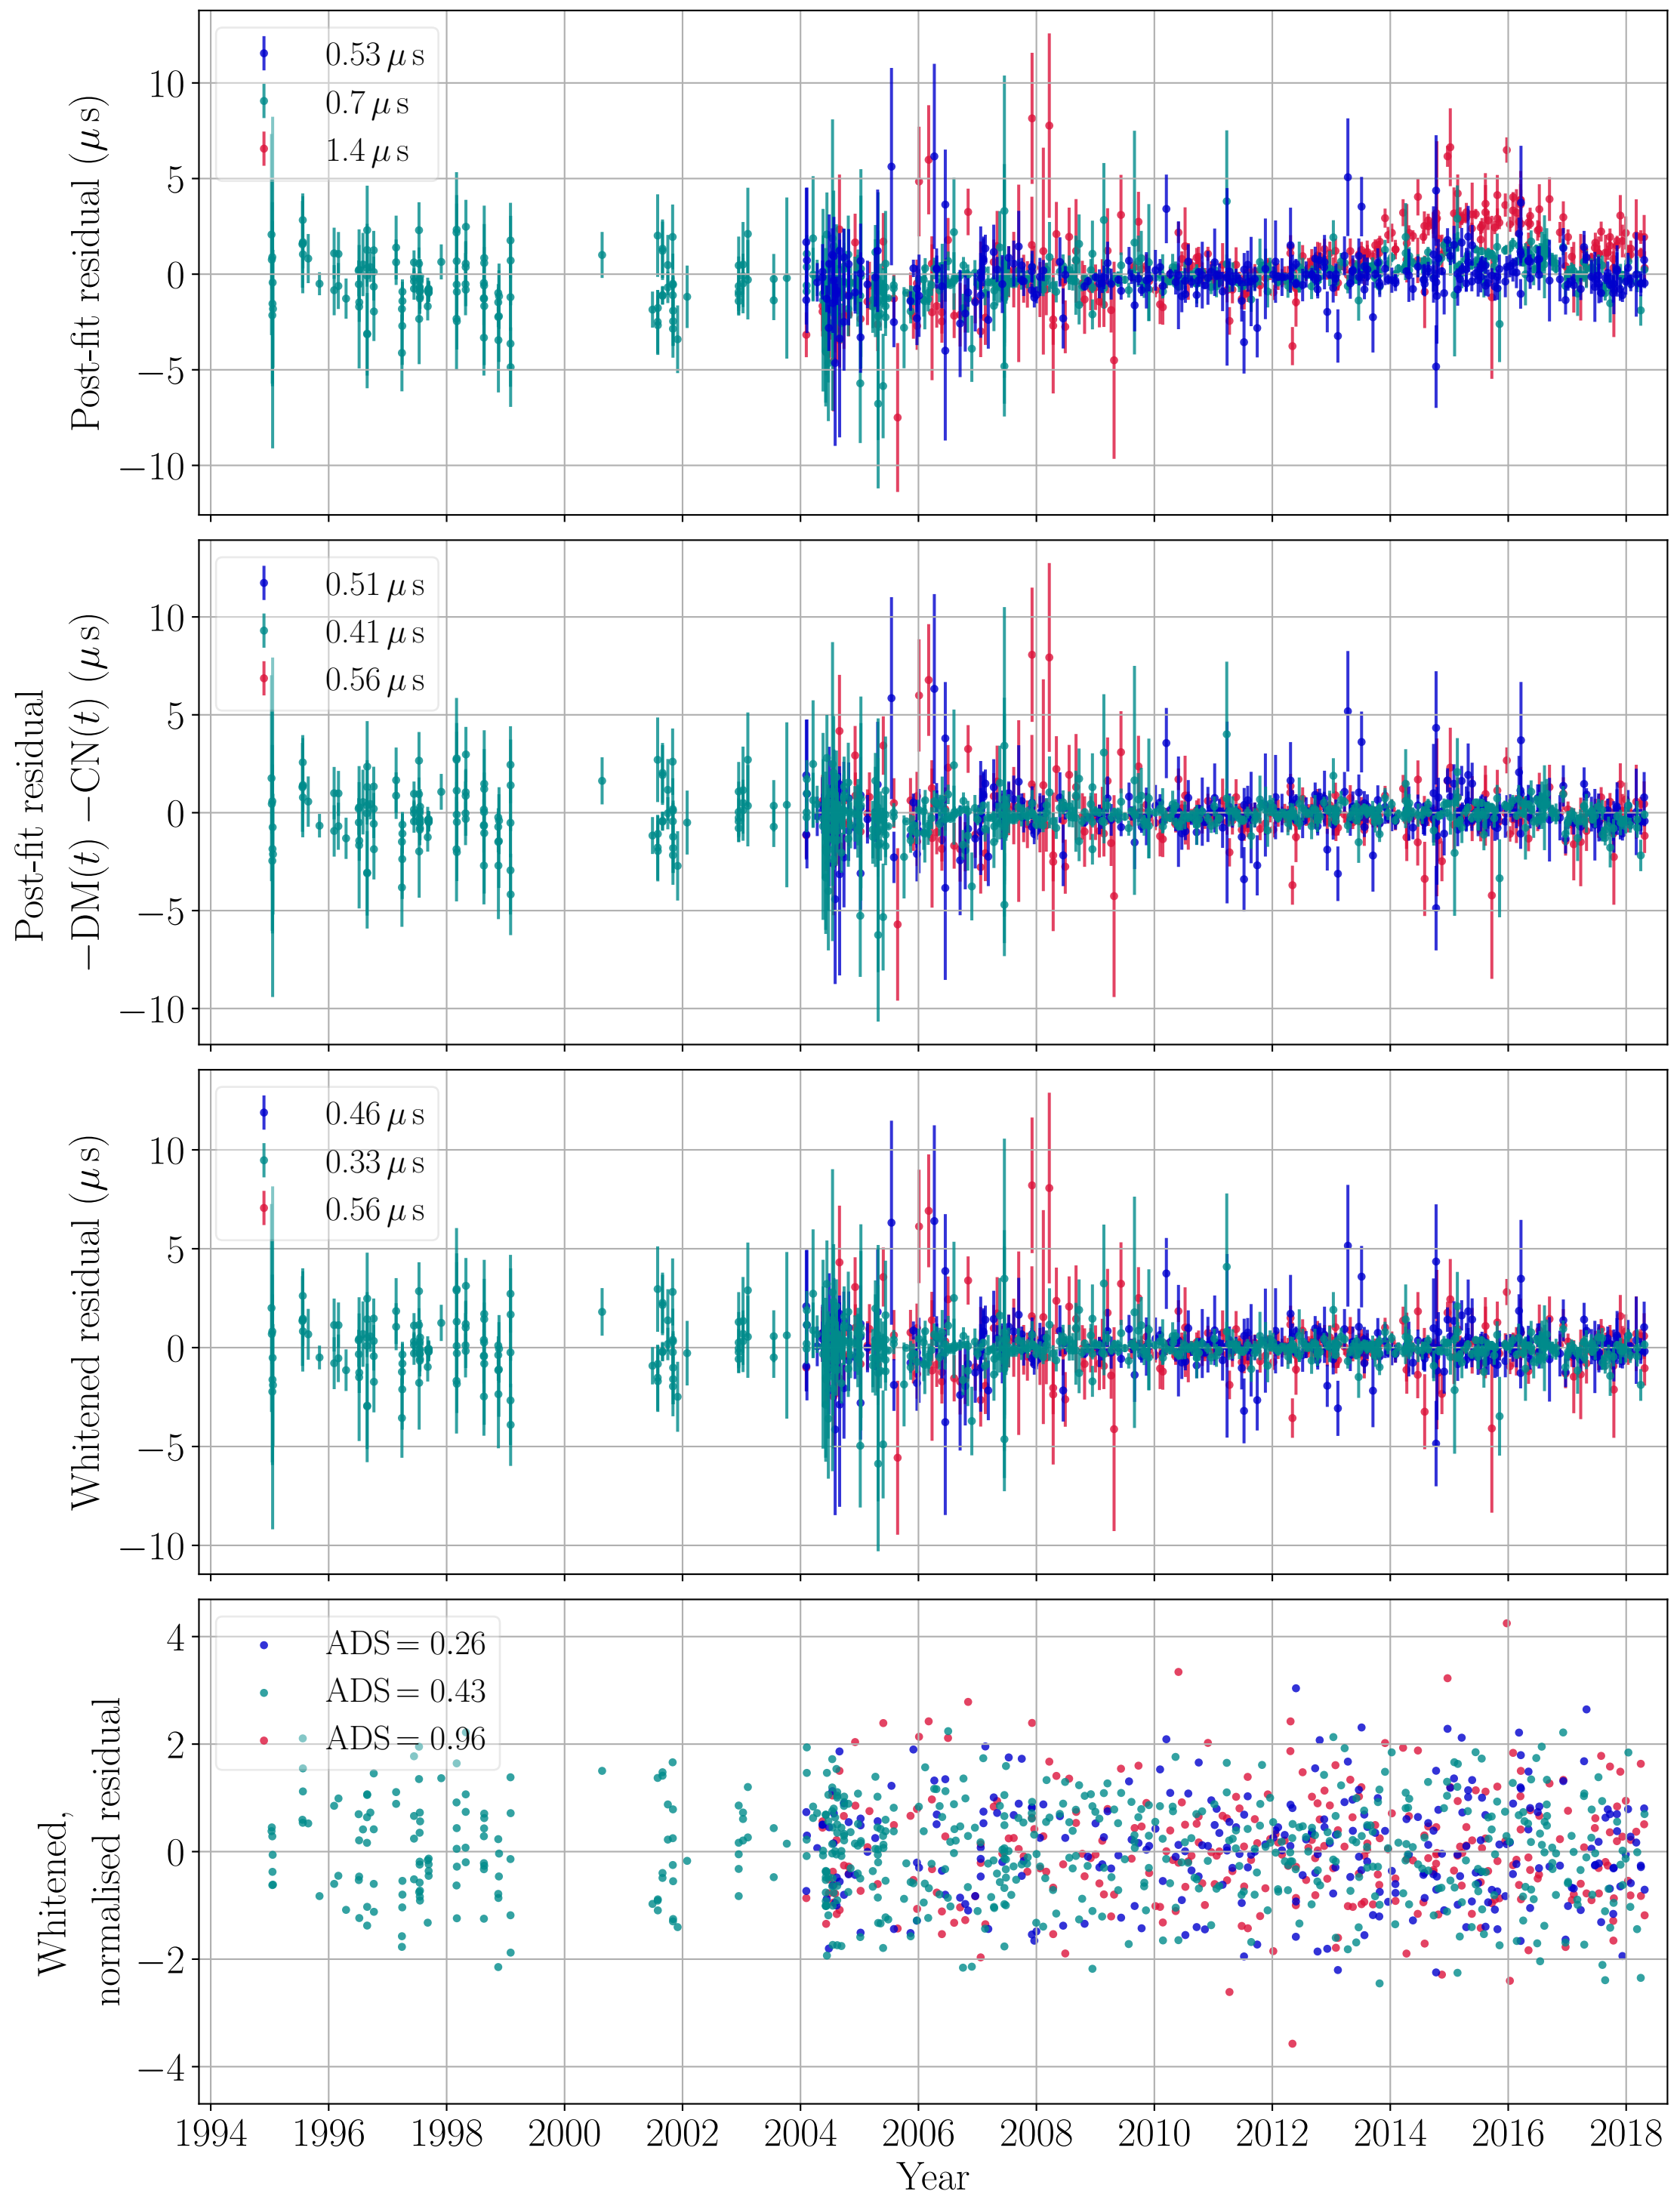 Post-fit residual (μs)
10
5
0
−5
−10
0.53 μs
0.7 μs
1.4 μs
Post-fit residual
−DM(t) −CN(t) (μs)
10
5
0
−5
−10
0.51 μs
0.41 μs
0.56 μs
Whitened residual (μs)
10
5
0
−5
−10
0.46 μs
0.33 μs
0.56 μs
Whitened,
normalised residual
4
2
0
−2
−4
ADS = 0.26
ADS = 0.43
ADS = 0.96
1994 1996 1998 2000 2002 2004 2006 2008 2010 2012 2014 2016 2018
Year